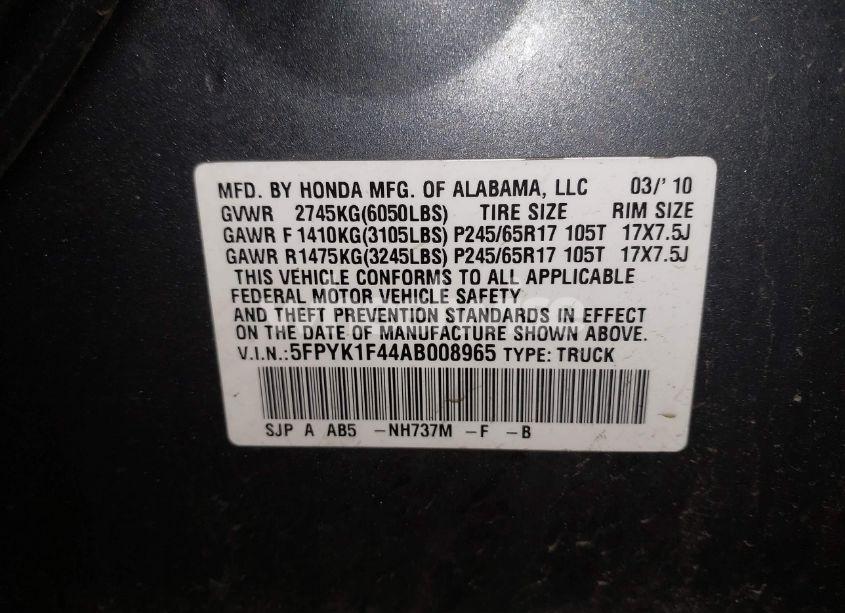 MFD. BY HONDA MFG. OF ALABAMA, LLC 03/'10
GVWR 2745KG(6050LBS) TIRE SIZE RIM SIZE
GAWR F 1410KG(3105LBS) P245/65R17 105T 17X7.5J
GAWR R1475KG(3245LBS) P245/65R17 105T 17X7.5J
THIS VEHICLE CONFORMS TO ALL APPLICABLE
FEDERAL MOTOR VEHICLE SAFETY
AND THEFT PREVENTION STANDARDS IN EFFECT
ON THE DATE OF MANUFACTURE SHOWN ABOVE.
V.I.N.:5FPYK1F44AB008965 TYPE: TRUCK
SJP A AB5 -NH737M -F -B